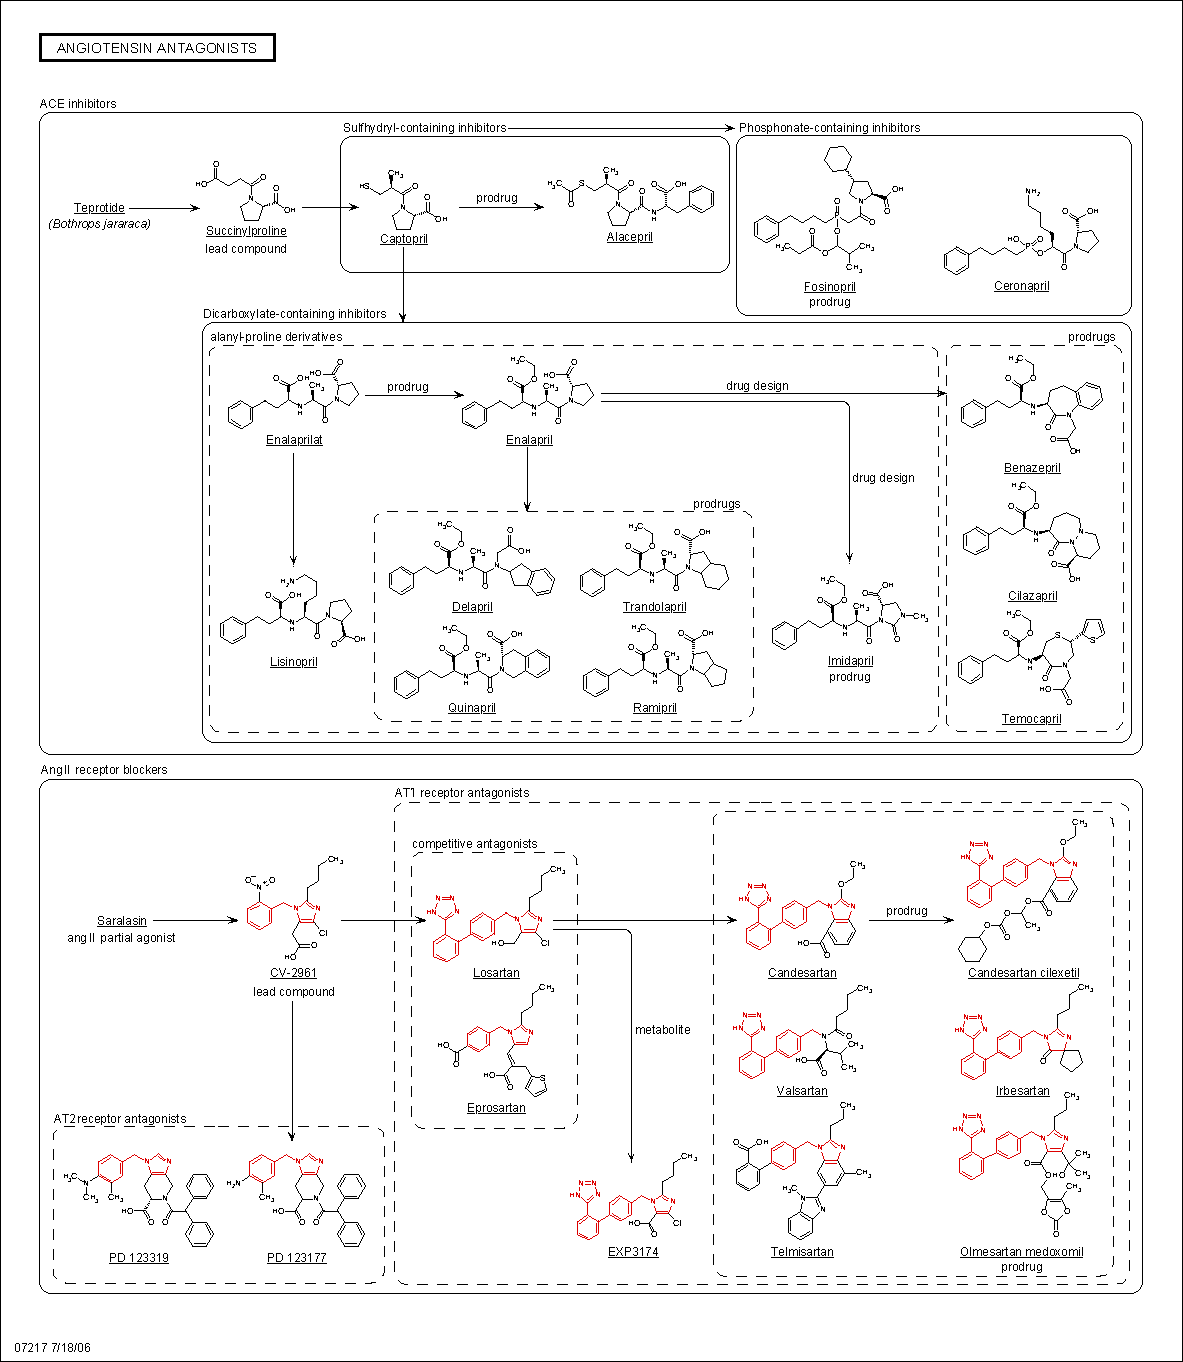 ANGIOTENSIN ANTAGONISTS
ACE inhibitors
Sulfhydryl-containing inhibitors
Phosphonate-containing inhibitors
Teprotide
(Bothrops jararaca)
Succinylproline
lead compound
Captopril
prodrug
Alacepril
Fosinopril
prodrug
Ceronapril
Dicarboxylate-containing inhibitors
alanyl-proline derivatives
prodrugs
Enalaprilat
prodrug
Enalapril
drug design
drug design
Benazepril
Cilazapril
Temocapril
prodrugs
Delapril
Trandolapril
Quinapril
Ramipril
Lisinopril
Imidapril
prodrug
AngII receptor blockers
AT1 receptor antagonists
competitive antagonists
Saralasin
ang II partial agonist
CV-2961
lead compound
Losartan
Eprosartan
metabolite
EXP3174
Candesartan
prodrug
Candesartan cilexetil
Valsartan
Irbesartan
Telmisartan
Olmesartan medoxomil
prodrug
AT2 receptor antagonists
PD 123319
PD 123177
07217 7/18/06